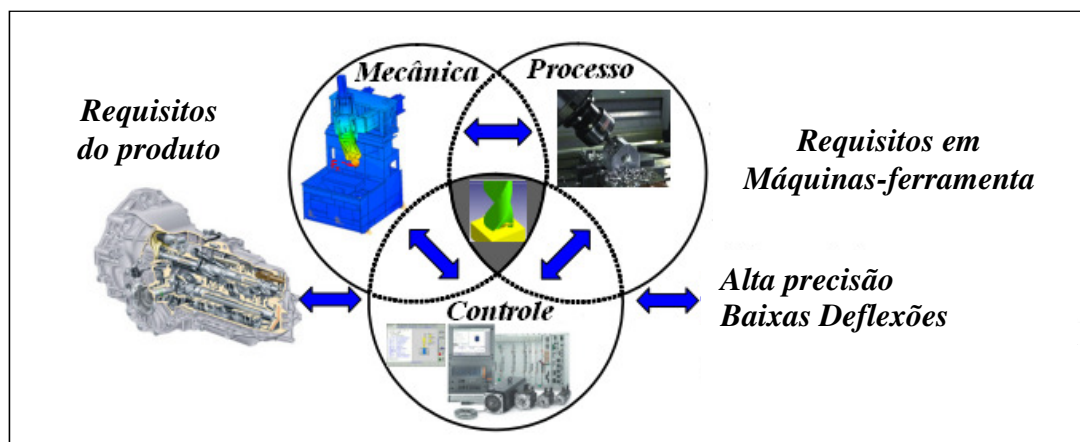 Mecânica
Processo
Requisitos
do produto
Requisitos em
Máquinas-ferramenta
Controle
Alta precisão
Baixas Deflexões